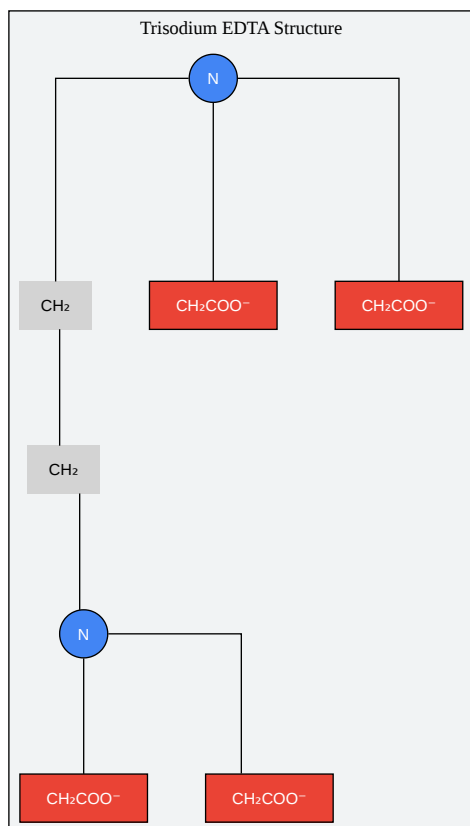 Trisodium EDTA Structure
N
CH₂
CH₂COO⁻
CH₂COO⁻
CH₂
N
CH₂COO⁻
CH₂COO⁻